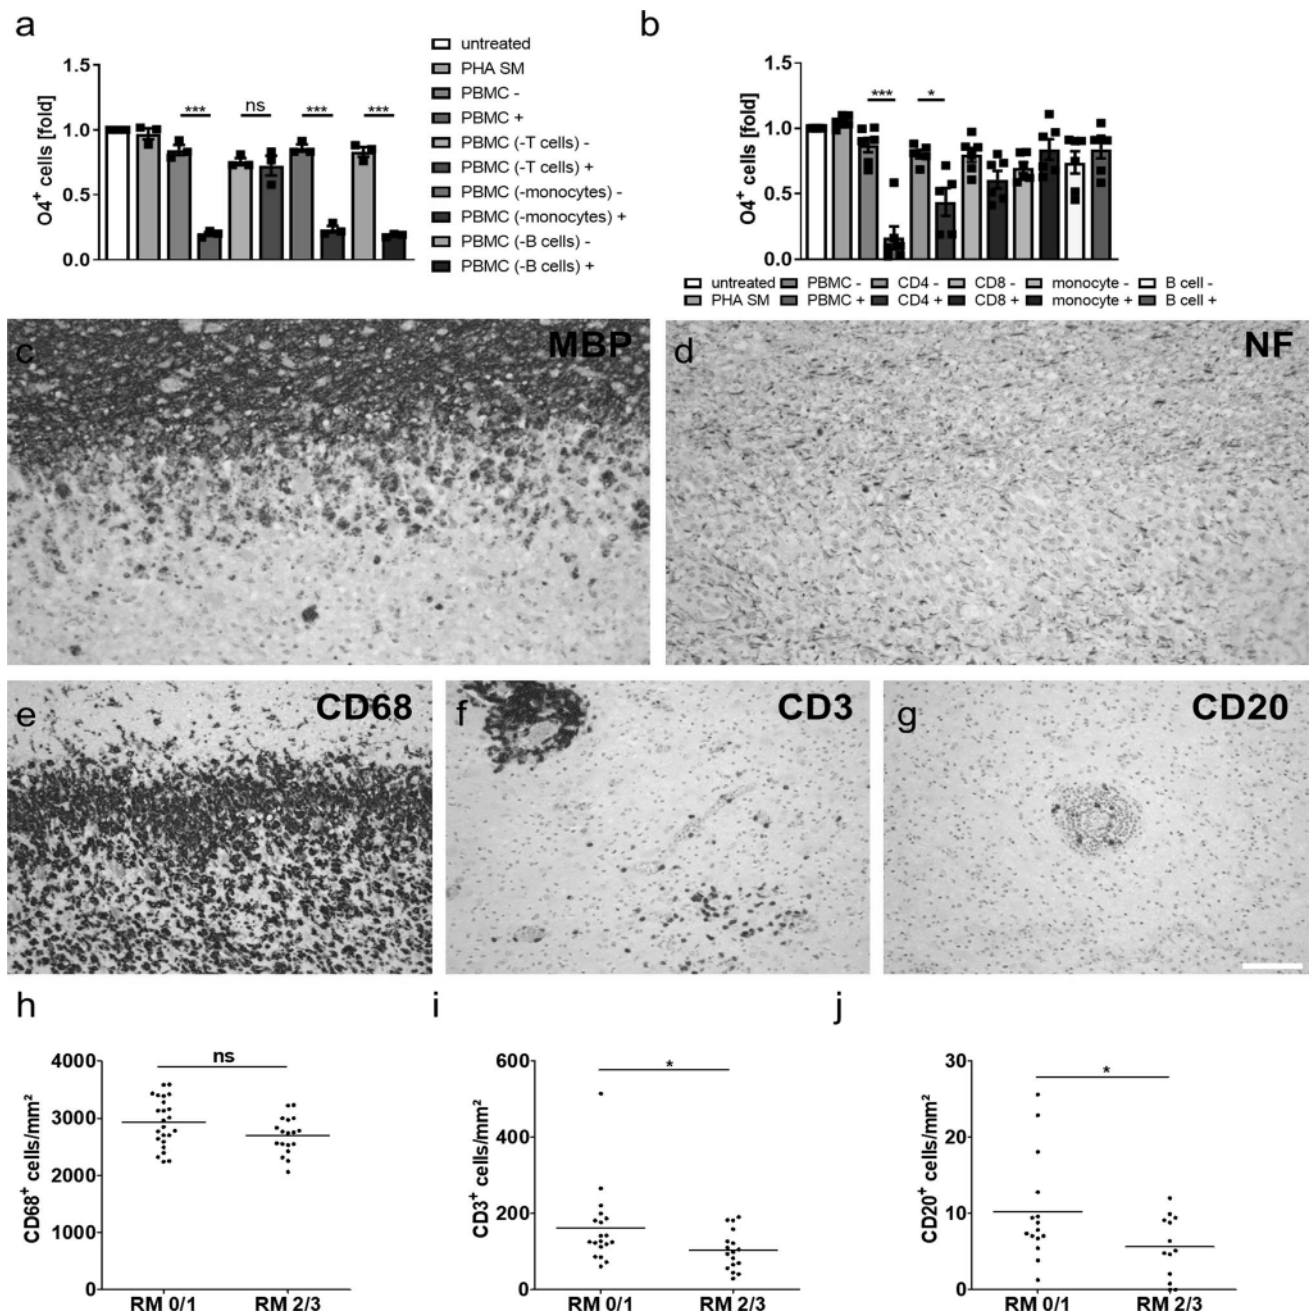 a
O4⁺ cells [fold]
1.5
1.0
0.5
0.0
***
ns
***
***
untreated
PHA SM
PBMC -
PBMC +
PBMC (-T cells) -
PBMC (-T cells) +
PBMC (-monocytes) -
PBMC (-monocytes) +
PBMC (-B cells) -
PBMC (-B cells) +
b
O4⁺ cells [fold]
1.5
1.0
0.5
0.0
***
*
untreated PBMC - CD4 - CD8 - monocyte - B cell -
PHA SM PBMC + CD4 + CD8 + monocyte + B cell +
c MBP
d NF
e CD68
f CD3
g CD20
h
CD68⁺ cells/mm²
4000
3000
2000
1000
0
ns
RM 0/1 RM 2/3
i
CD3⁺ cells/mm²
600
400
200
0
*
RM 0/1 RM 2/3
j
CD20⁺ cells/mm²
30
20
10
0
*
RM 0/1 RM 2/3